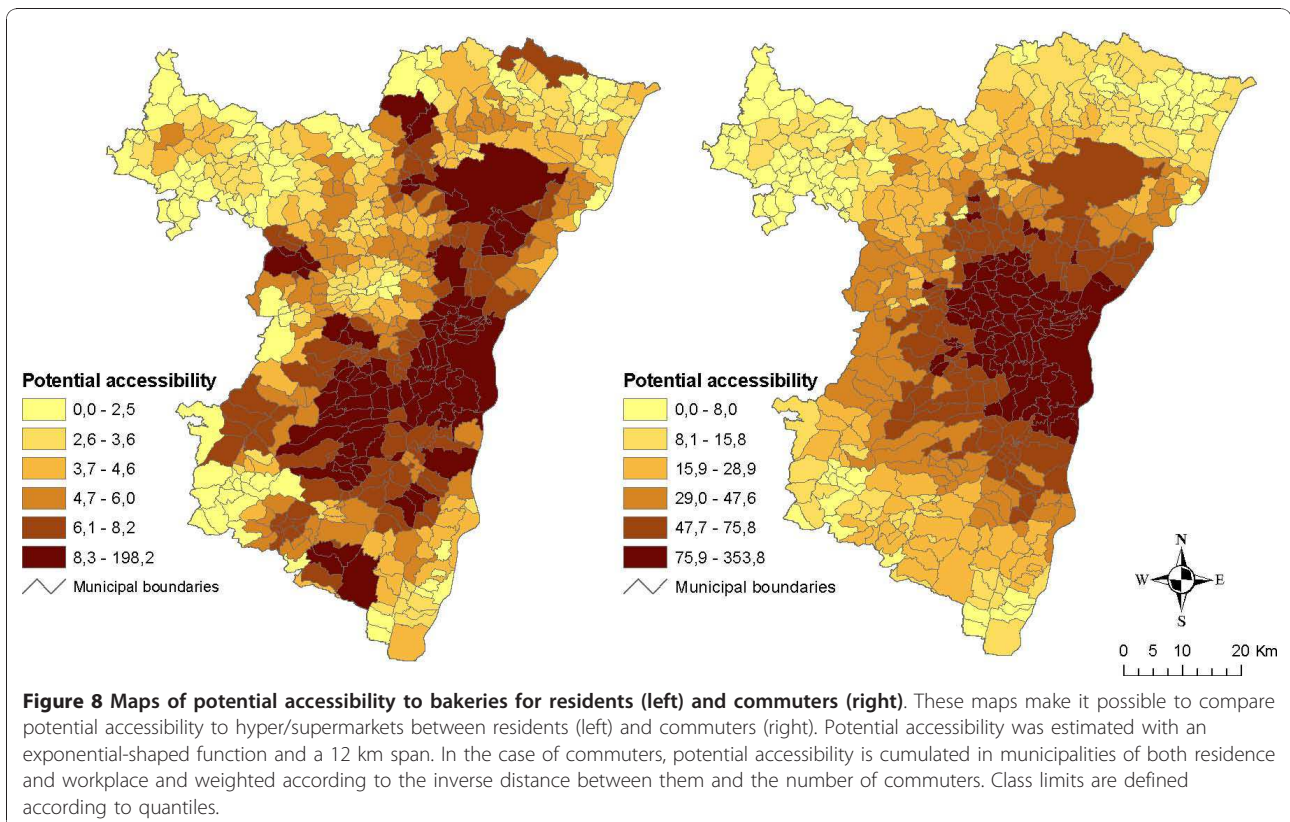 Potential accessibility
0,0 - 2,5
2,6 - 3,6
3,7 - 4,6
4,7 - 6,0
6,1 - 8,2
8,3 - 198,2
Municipal boundaries
Potential accessibility
0,0 - 8,0
8,1 - 15,8
15,9 - 28,9
29,0 - 47,6
47,7 - 75,8
75,9 - 353,8
Municipal boundaries
N
W E
S
0 5 10 20 Km
Figure 8 Maps of potential accessibility to bakeries for residents (left) and commuters (right). These maps make it possible to compare
potential accessibility to hyper/supermarkets between residents (left) and commuters (right). Potential accessibility was estimated with an
exponential-shaped function and a 12 km span. In the case of commuters, potential accessibility is cumulated in municipalities of both residence
and workplace and weighted according to the inverse distance between them and the number of commuters. Class limits are defined
according to quantiles.